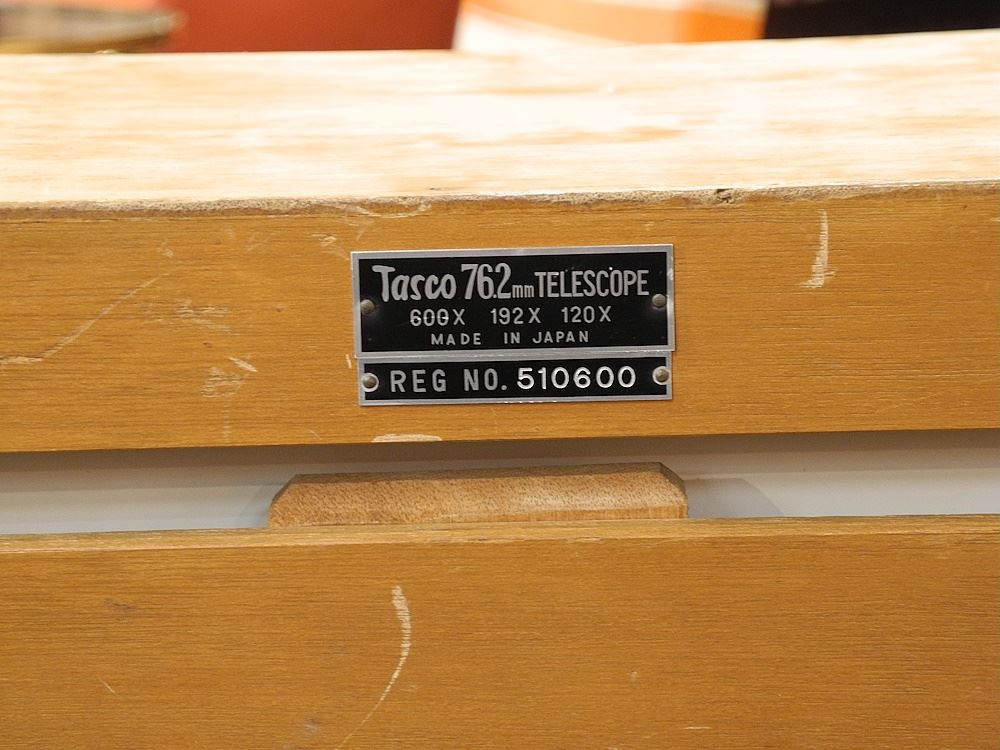 Tasco 76.2mm TELESCOPE
600X 192X 120X
MADE IN JAPAN
REG NO. 510600